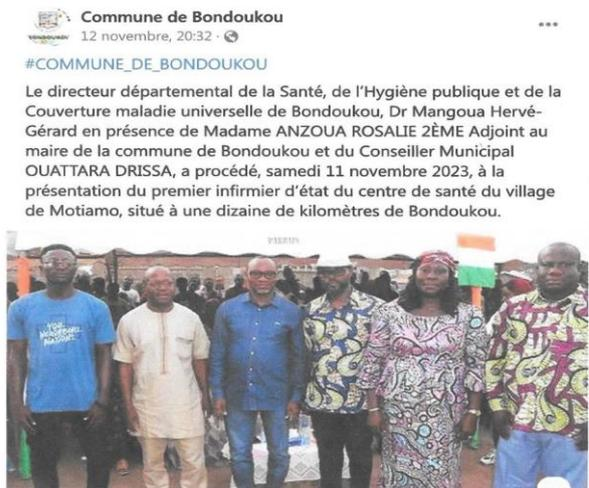 Commune de Bondoukou
12 novembre, 20:32 ·
BONDOUKOU
#COMMUNE_DE_BONDOUKOU
Le directeur départemental de la Santé, de l'Hygiène publique et de la
Couverture maladie universelle de Bondoukou, Dr Mangoua Hervé-
Gérard en présence de Madame ANZOUA ROSALIE 2ÈME Adjoint au
maire de la commune de Bondoukou et du Conseiller Municipal
OUATTARA DRISSA, a procédé, samedi 11 novembre 2023, à la
présentation du premier infirmier d'état du centre de santé du village
de Motiamo, situé à une dizaine de kilomètres de Bondoukou.
YOU